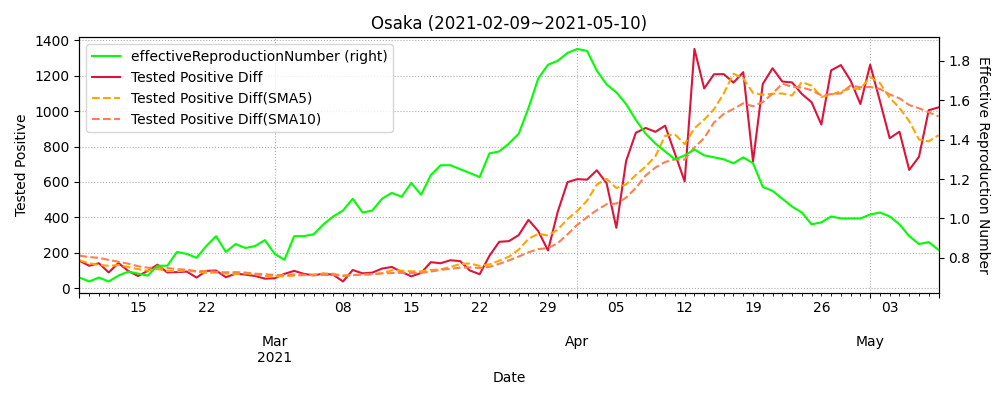 Osaka (2021-02-09~2021-05-10)
effectiveReproductionNumber (right)
Tested Positive Diff
Tested Positive Diff(SMA5)
Tested Positive Diff(SMA10)
Tested Positive
1400
1200
1000
800
600
400
200
0
1.8
1.6
1.4
1.2
1.0
0.8
Effective Reproduction Number
15 22 08 15 22 29 05 12 19 26 03
Mar Apr May
2021
Date